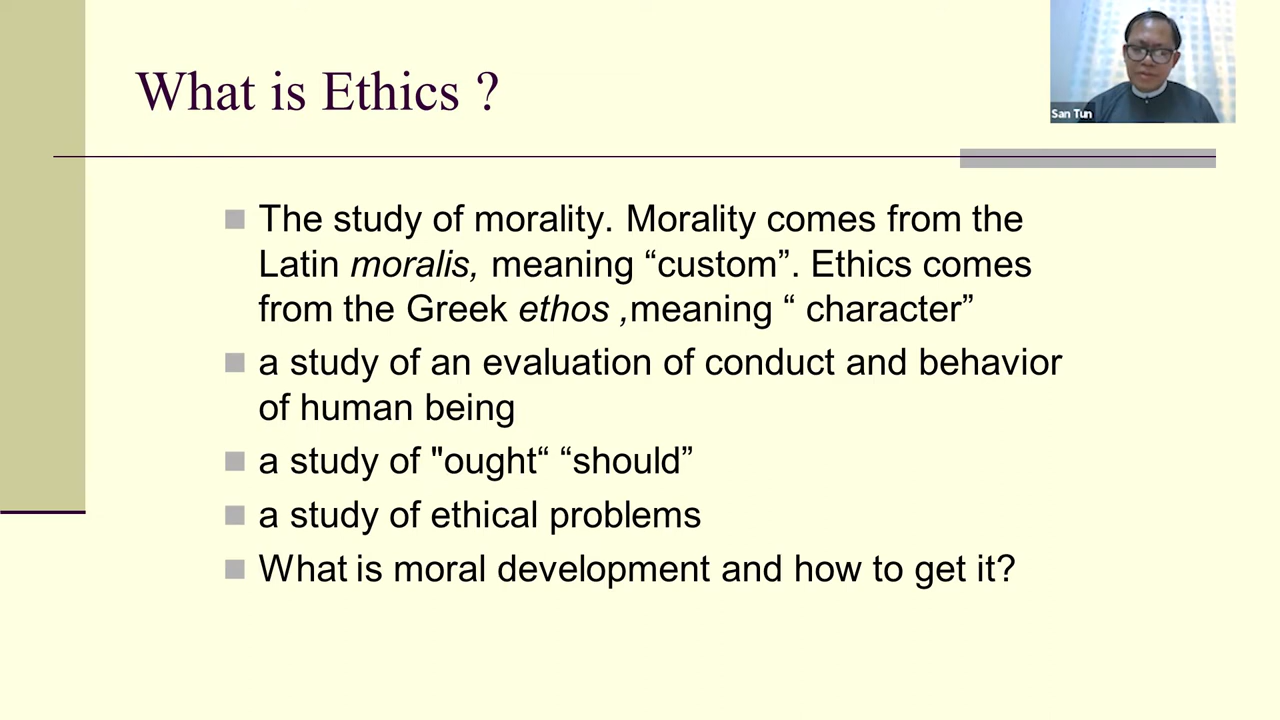 What is Ethics ?
San Tun
The study of morality. Morality comes from the
Latin moralis, meaning “custom”. Ethics comes
from the Greek ethos ,meaning “ character”
a study of an evaluation of conduct and behavior
of human being
a study of "ought“ “should”
a study of ethical problems
What is moral development and how to get it?